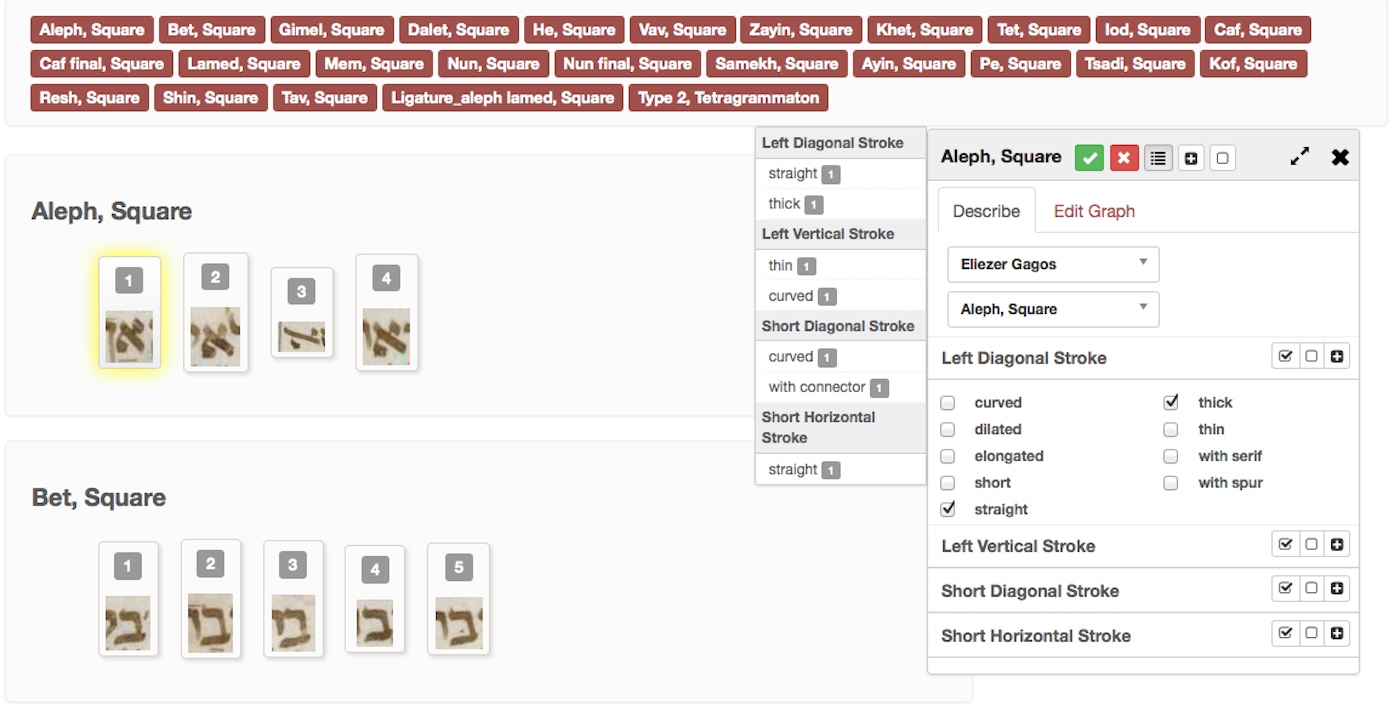 Aleph, Square Bet, Square Gimel, Square Dalet, Square He, Square Vav, Square Zayin, Square Khet, Square Tet, Square Iod, Square Caf, Square
Caf final, Square Lamed, Square Mem, Square Nun, Square Nun final, Square Samekh, Square Ayin, Square Pe, Square Tsadi, Square Kof, Square
Resh, Square Shin, Square Tav, Square Ligature_aleph lamed, Square Type 2, Tetragrammaton
Aleph, Square
1 2 3 4
Bet, Square
1 2 3 4 5
Left Diagonal Stroke
straight 1
thick 1
Left Vertical Stroke
thin 1
curved 1
Short Diagonal Stroke
curved 1
with connector 1
Short Horizontal
Stroke
straight 1
Aleph, Square
Describe Edit Graph
Eliezer Gagos
Aleph, Square
Left Diagonal Stroke
curved thick
dilated thin
elongated with serif
short with spur
straight
Left Vertical Stroke
Short Diagonal Stroke
Short Horizontal Stroke